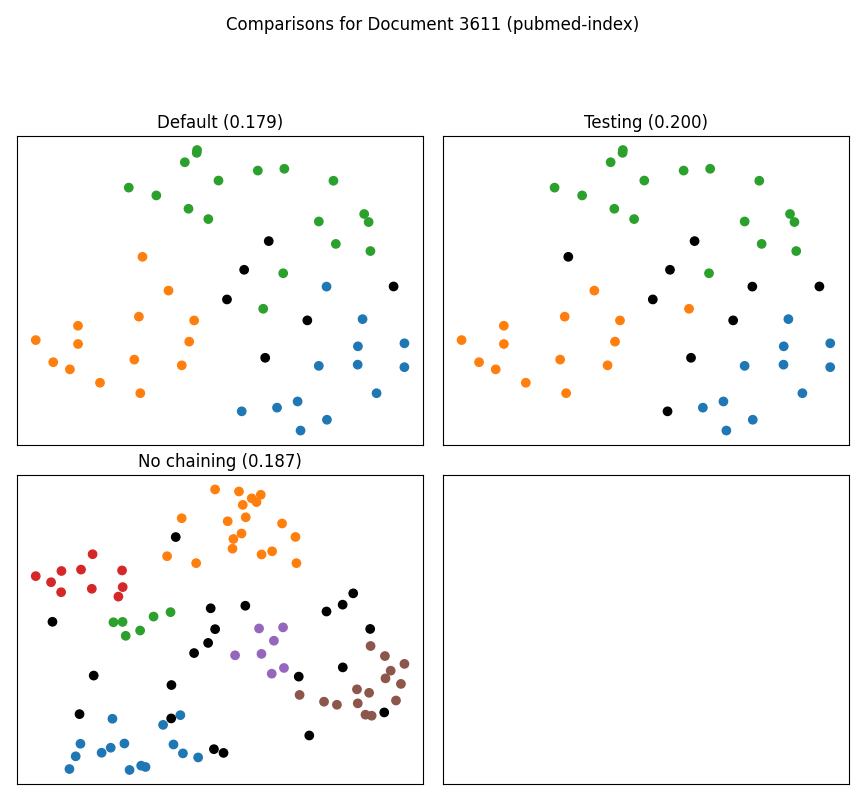 Comparisons for Document 3611 (pubmed-index)
Default (0.179)
Testing (0.200)
No chaining (0.187)